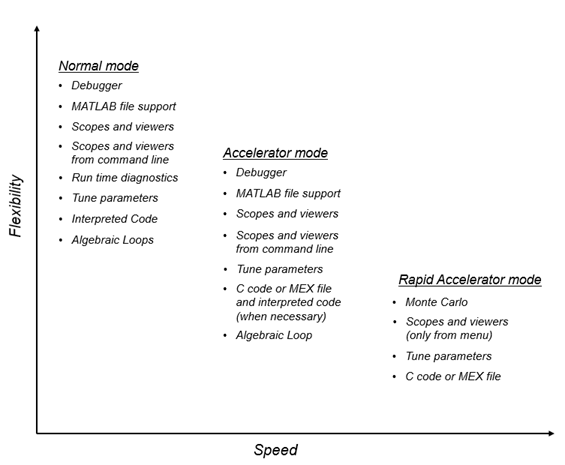 Flexibility
Normal mode
• Debugger
• MATLAB file support
• Scopes and viewers
• Scopes and viewers
from command line
• Run time diagnostics
• Tune parameters
• Interpreted Code
• Algebraic Loops
Accelerator mode
• Debugger
• MATLAB file support
• Scopes and viewers
• Scopes and viewers
from command line
• Tune parameters
• C code or MEX file
and interpreted code
(when necessary)
• Algebraic Loop
Rapid Accelerator mode
• Monte Carlo
• Scopes and viewers
(only from menu)
• Tune parameters
• C code or MEX file
Speed